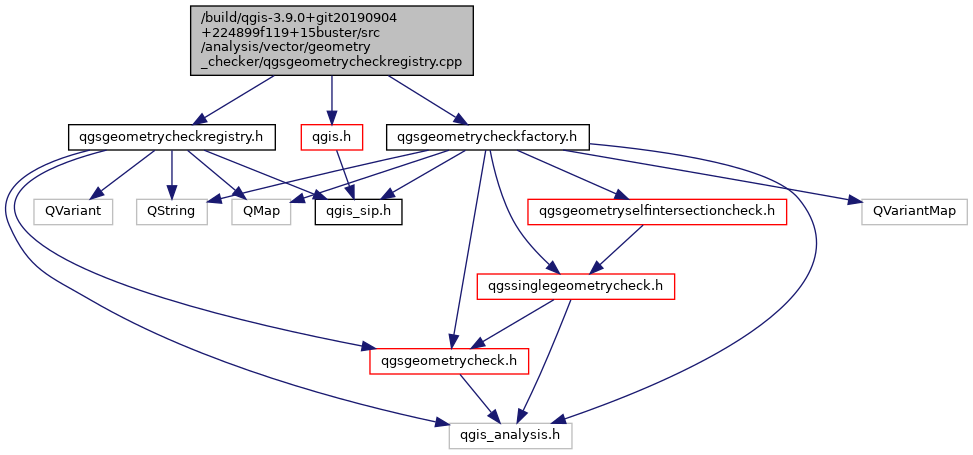 /build/qgis-3.9.0+git20190904
+224899f119+15buster/src
/analysis/vector/geometry
_checker/qgsgeometrycheckregistry.cpp
qgsgeometrycheckregistry.h
qgis.h
qgsgeometrycheckfactory.h
QVariant
QString
QMap
qgis_sip.h
qgsgeometryselfintersectioncheck.h
QVariantMap
qgssinglegeometrycheck.h
qgsgeometrycheck.h
qgis_analysis.h